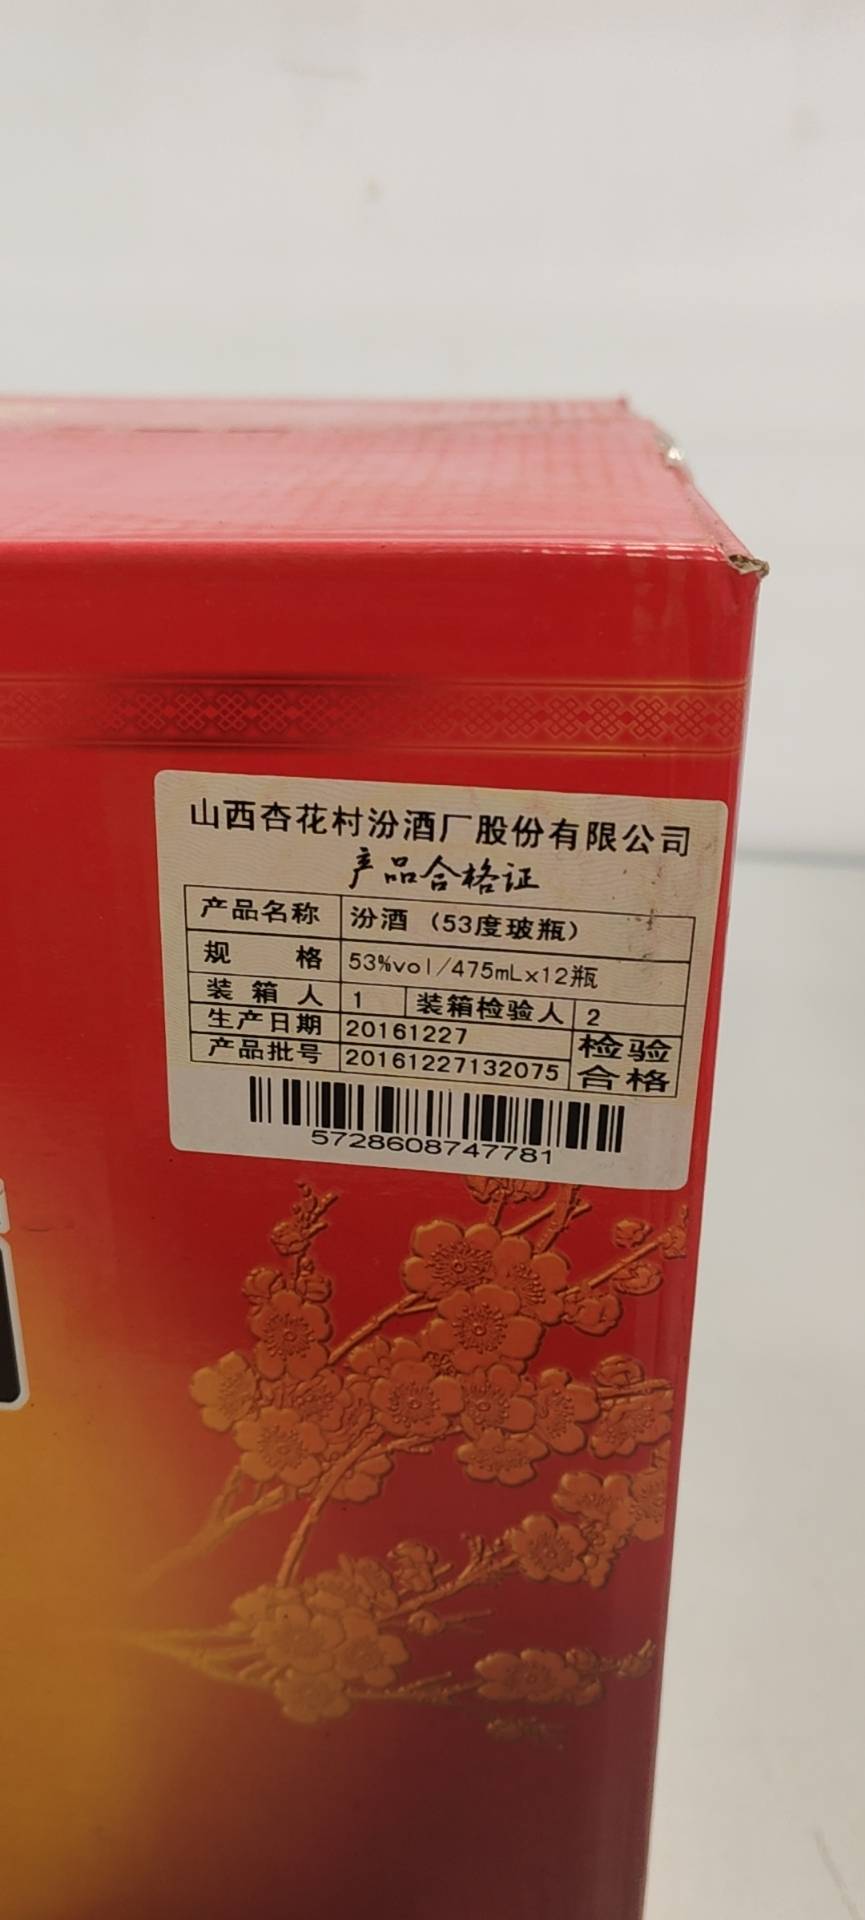 山西杏花村汾酒厂股份有限公司
产品合格证
产品名称 汾酒（53度玻瓶）
规格 53%vol/475mLx12瓶
装箱人 1 装箱检验人 2
生产日期 20161227 检验
产品批号 20161227132075 合格
5728608747781